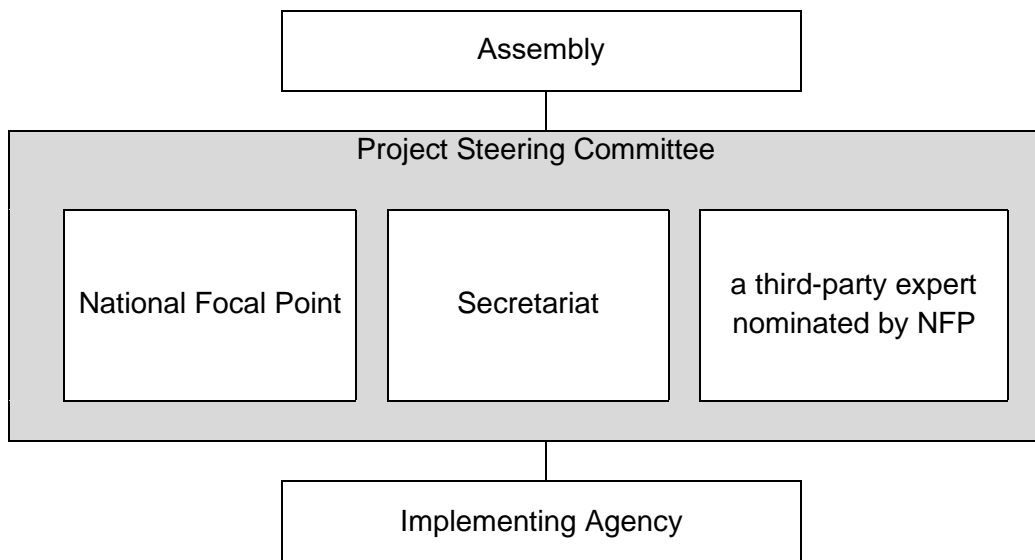 Assembly
Project Steering Committee
National Focal Point
Secretariat
a third-party expert
nominated by NFP
Implementing Agency